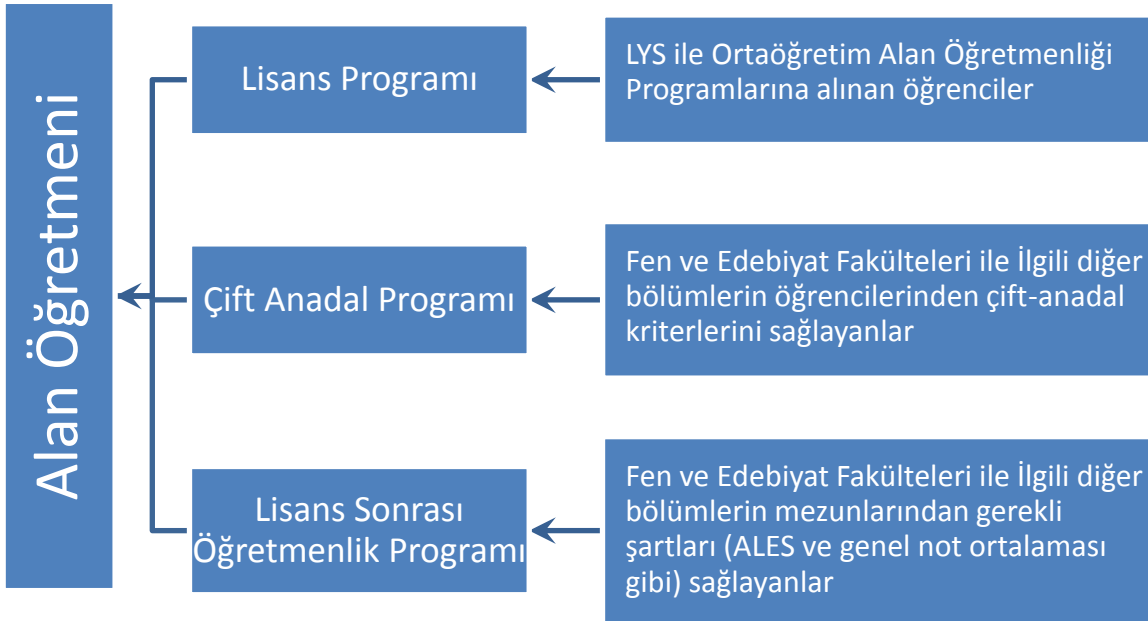 Alan Öğretmeni
Lisans Programı
LYS ile Ortaöğretim Alan Öğretmenliği
Programlarına alınan öğrenciler
Çift Anadal Programı
Fen ve Edebiyat Fakülteleri ile İlgili diğer
bölümlerin öğrencilerinden çift-anadal
kriterlerini sağlayanlar
Lisans Sonrası
Öğretmenlik Programı
Fen ve Edebiyat Fakülteleri ile İlgili diğer
bölümlerin mezunlarından gerekli
şartları (ALES ve genel not ortalaması
gibi) sağlayanlar